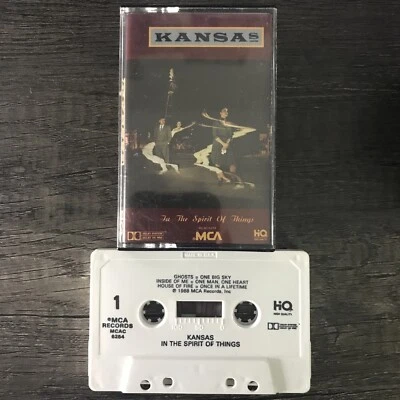 KANSAS
In The Spirit Of Things
MCA
HQ
GHOSTS • ONE BIG SKY
INSIDE OF ME • ONE MAN, ONE HEART
HOUSE OF FIRE • ONCE IN A LIFETIME
℗ 1988 MCA Records, Inc
1
MCA
RECORDS
MCAC
6254
HQ
HIGH QUALITY
KANSAS
IN THE SPIRIT OF THINGS